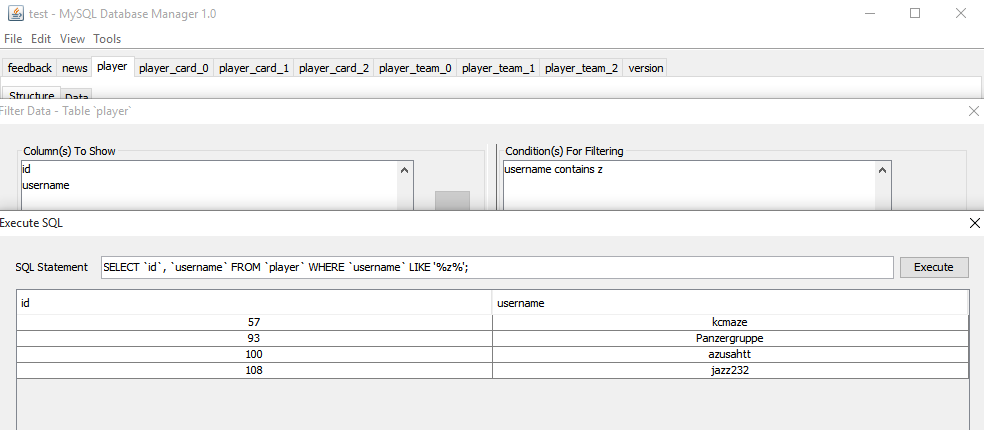 test - MySQL Database Manager 1.0
File Edit View Tools
feedback news player player_card_0 player_card_1 player_card_2 player_team_0 player_team_1 player_team_2 version
Structure Data
Filter Data - Table `player`
Column(s) To Show Condition(s) For Filtering
id username contains z
username
Execute SQL
SQL Statement SELECT `id`, `username` FROM `player` WHERE `username` LIKE '%z%'; Execute
id username
57 kcmaze
93 Panzergruppe
100 azusahtt
108 jazz232